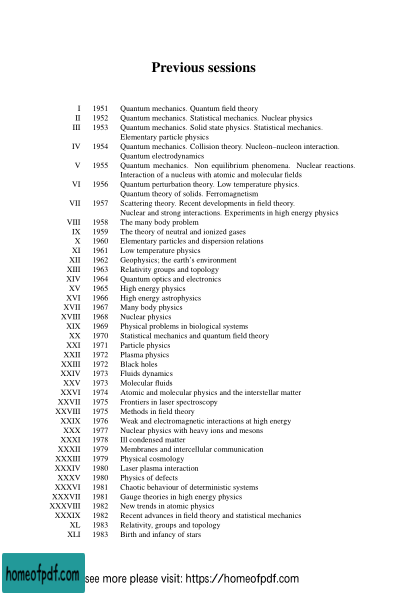 Previous sessions
I 1951 Quantum mechanics. Quantum field theory
II 1952 Quantum mechanics. Statistical mechanics. Nuclear physics
III 1953 Quantum mechanics. Solid state physics. Statistical mechanics.
Elementary particle physics
IV 1954 Quantum mechanics. Collision theory. Nucleon–nucleon interaction.
Quantum electrodynamics
V 1955 Quantum mechanics. Non equilibrium phenomena. Nuclear reactions.
Interaction of a nucleus with atomic and molecular fields
VI 1956 Quantum perturbation theory. Low temperature physics.
Quantum theory of solids. Ferromagnetism
VII 1957 Scattering theory. Recent developments in field theory.
Nuclear and strong interactions. Experiments in high energy physics
VIII 1958 The many body problem
IX 1959 The theory of neutral and ionized gases
X 1960 Elementary particles and dispersion relations
XI 1961 Low temperature physics
XII 1962 Geophysics; the earth's environment
XIII 1963 Relativity groups and topology
XIV 1964 Quantum optics and electronics
XV 1965 High energy physics
XVI 1966 High energy astrophysics
XVII 1967 Many body physics
XVIII 1968 Nuclear physics
XIX 1969 Physical problems in biological systems
XX 1970 Statistical mechanics and quantum field theory
XXI 1971 Particle physics
XXII 1972 Plasma physics
XXIII 1972 Black holes
XXIV 1973 Fluids dynamics
XXV 1973 Molecular fluids
XXVI 1974 Atomic and molecular physics and the interstellar matter
XXVII 1975 Frontiers in laser spectroscopy
XXVIII 1975 Methods in field theory
XXIX 1976 Weak and electromagnetic interactions at high energy
XXX 1977 Nuclear physics with heavy ions and mesons
XXXI 1978 Ill condensed matter
XXXII 1979 Membranes and intercellular communication
XXXIII 1979 Physical cosmology
XXXIV 1980 Laser plasma interaction
XXXV 1980 Physics of defects
XXXVI 1981 Chaotic behaviour of deterministic systems
XXXVII 1981 Gauge theories in high energy physics
XXXVIII 1982 New trends in atomic physics
XXXIX 1982 Recent advances in field theory and statistical mechanics
XL 1983 Relativity, groups and topology
XLI 1983 Birth and infancy of stars
homeofpdf.com see more please visit: https://homeofpdf.com